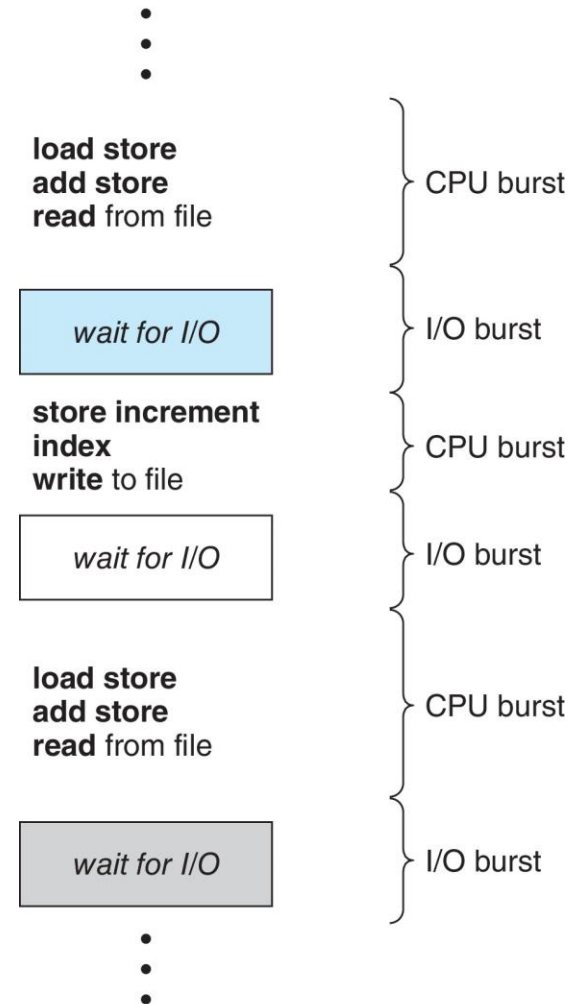 load store
add store
read from file
CPU burst
wait for I/O
I/O burst
store increment
index
write to file
CPU burst
wait for I/O
I/O burst
load store
add store
read from file
CPU burst
wait for I/O
I/O burst